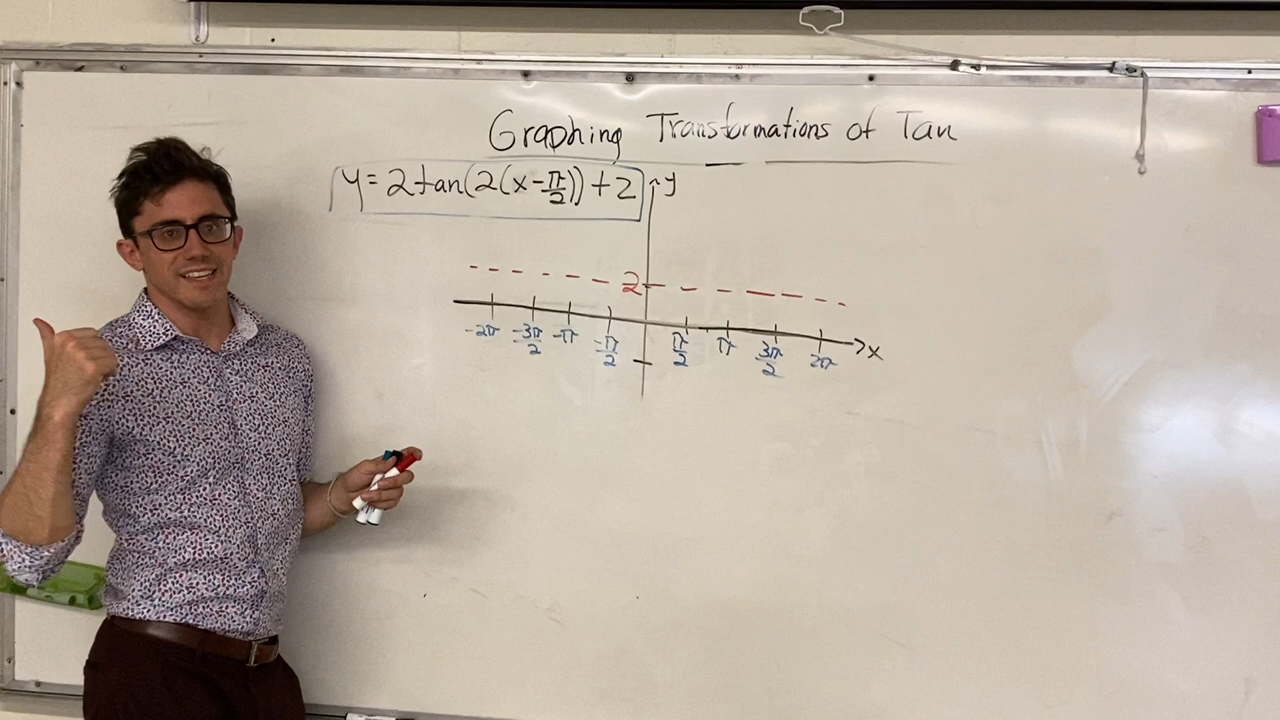 Graphing Transformations of Tan
y = 2tan(2(x-π/2))+2
y
2
-2π -3π/2 -π -π/2 π/2 π 3π/2 2π
x